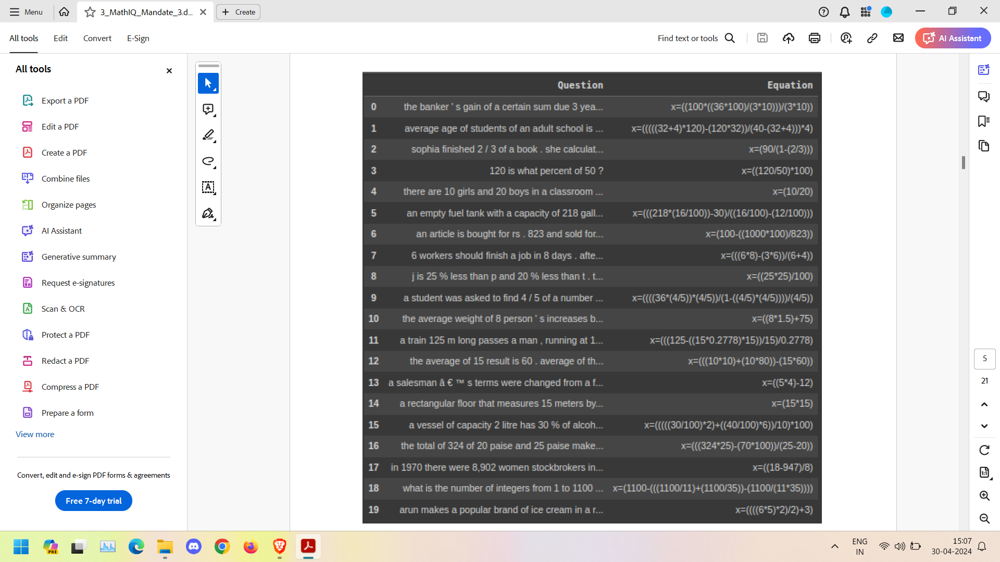 Menu
3_MathIQ_Mandate_3.d...
Create
All tools
Edit
Convert
E-Sign
Find text or tools
AI Assistant
All tools
Export a PDF
Edit a PDF
Create a PDF
Combine files
Organize pages
AI Assistant
Generative summary
Request e-signatures
Scan & OCR
Protect a PDF
Redact a PDF
Compress a PDF
Prepare a form
View more
Convert, edit and e-sign PDF forms & agreements
Free 7-day trial
Question Equation
0 the banker ' s gain of a certain sum due 3 yea... x=((100*((36*100)/(3*10)))/(3*10))
1 average age of students of an adult school is ... x=(((((32+4)*120)-(120*32))/(40-(32+4)))*4)
2 sophia finished 2 / 3 of a book . she calculat... x=(90/(1-(2/3)))
3 120 is what percent of 50 ? x=((120/50)*100)
4 there are 10 girls and 20 boys in a classroom ... x=(10/20)
5 an empty fuel tank with a capacity of 218 gall... x=(((218*(16/100))-30)/((16/100)-(12/100)))
6 an article is bought for rs . 823 and sold for... x=(100-((1000*100)/823))
7 6 workers should finish a job in 8 days . afte... x=(((6*8)-(3*6))/(6+4))
8 j is 25 % less than p and 20 % less than t . t... x=((25*25)/100)
9 a student was asked to find 4 / 5 of a number ... x=((((36*(4/5))*(4/5))/(1-((4/5)*(4/5))))/(4/5))
10 the average weight of 8 person ' s increases b... x=((8*1.5)+75)
11 a train 125 m long passes a man , running at 1... x=(((125-((15*0.2778)*15))/15)/0.2778)
12 the average of 15 result is 60 . average of th... x=(((10*10)+(10*80))-(15*60))
13 a salesman â € ™ s terms were changed from a f... x=((5*4)-12)
14 a rectangular floor that measures 15 meters by... x=(15*15)
15 a vessel of capacity 2 litre has 30 % of alcoh... x=(((((30/100)*2)+((40/100)*6))/10)*100)
16 the total of 324 of 20 paise and 25 paise make... x=(((324*25)-(70*100))/(25-20))
17 in 1970 there were 8,902 women stockbrokers in... x=((18-947)/8)
18 what is the number of integers from 1 to 1100 ... x=(1100-(((1100/11)+(1100/35))-(1100/(11*35))))
19 arun makes a popular brand of ice cream in a r... x=((((6*5)*2)/2)+3)
5
21
1:1
PRE
ENG
IN
15:07
30-04-2024